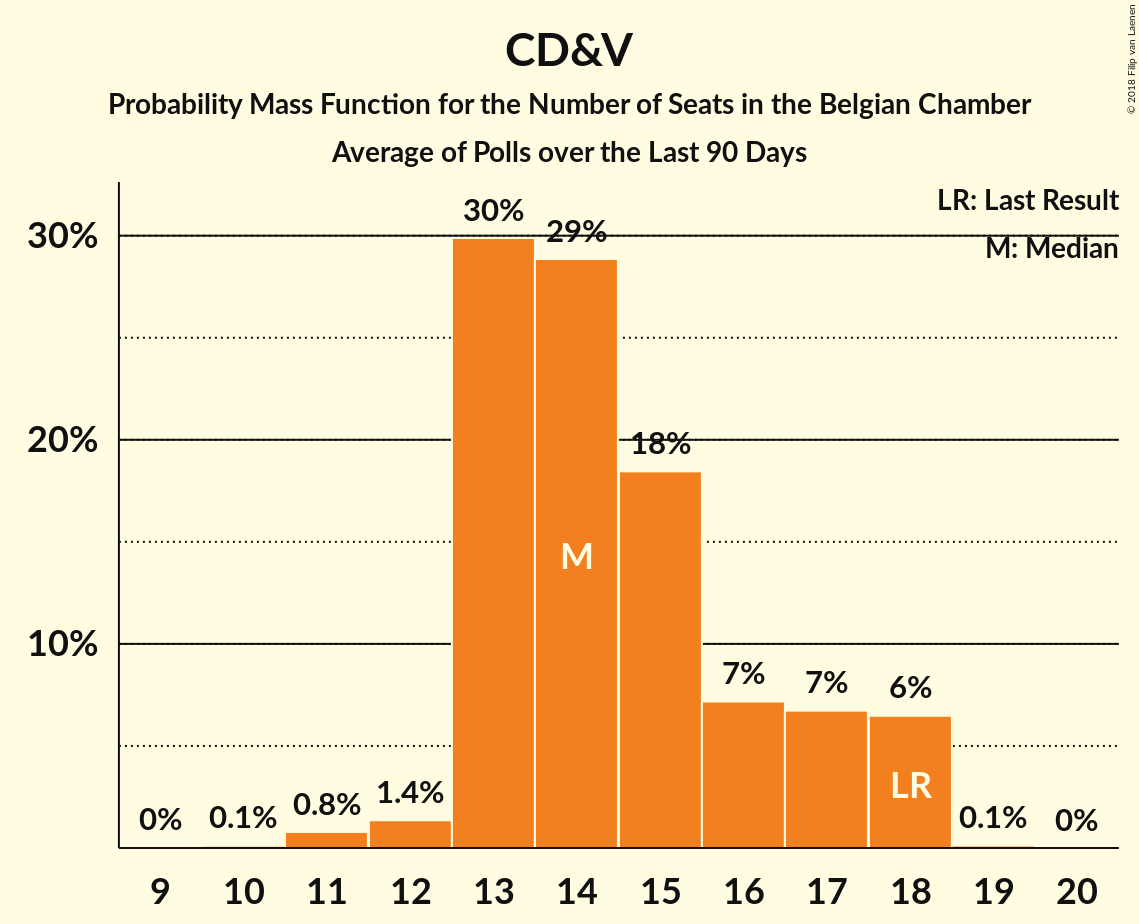 CD&V
Probability Mass Function for the Number of Seats in the Belgian Chamber
Average of Polls over the Last 90 Days
© 2018 Filip van Laenen
LR: Last Result
M: Median
30%
20%
10%
0%
0.1%
0.8%
1.4%
30%
29%
18%
7%
7%
6%
0.1%
0%
M
LR
9 10 11 12 13 14 15 16 17 18 19 20